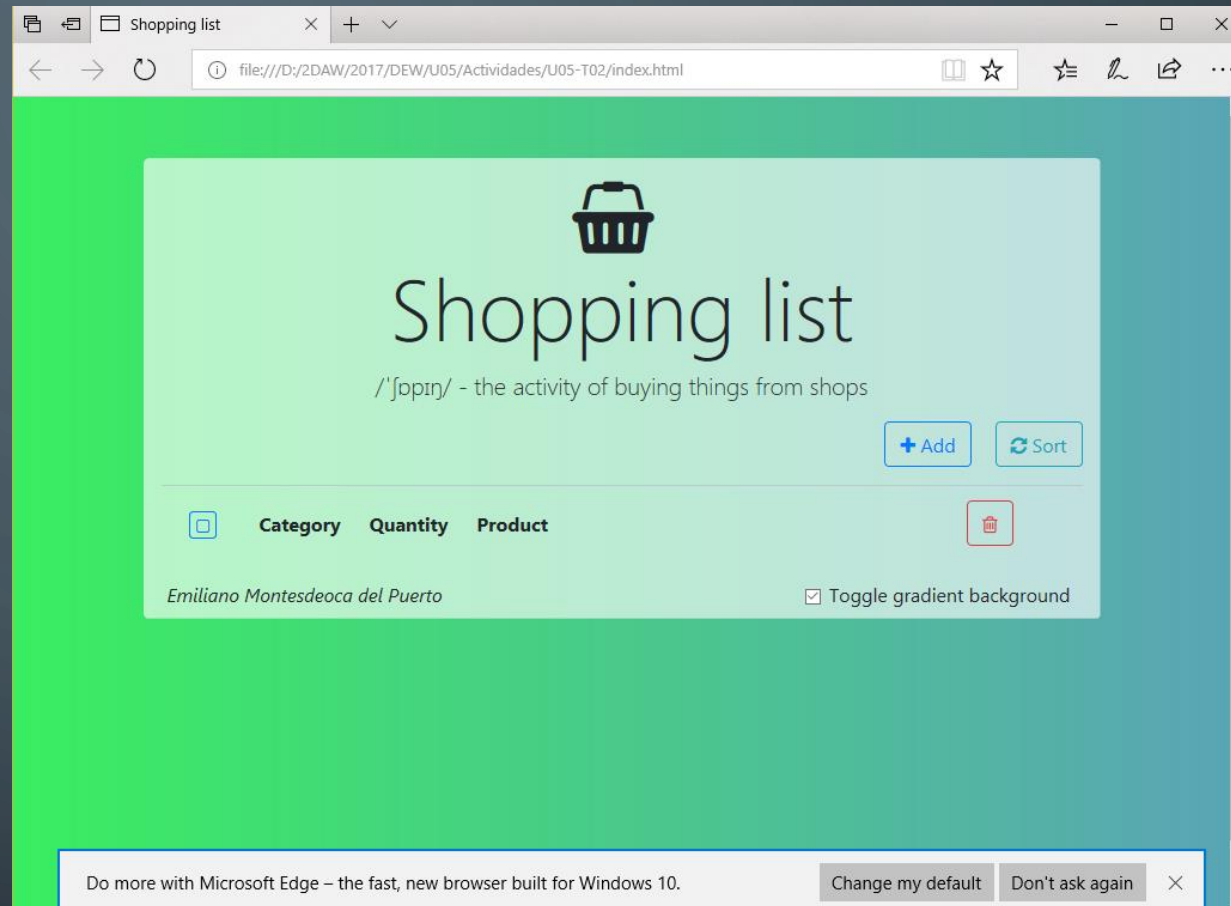 Shopping list
file:///D:/2DAW/2017/DEW/U05/Actividades/U05-T02/index.html
Shopping list
/ˈʃɒpɪŋ/ - the activity of buying things from shops
Add Sort
Category Quantity Product
Emiliano Montesdeoca del Puerto Toggle gradient background
Do more with Microsoft Edge – the fast, new browser built for Windows 10. Change my default Don't ask again